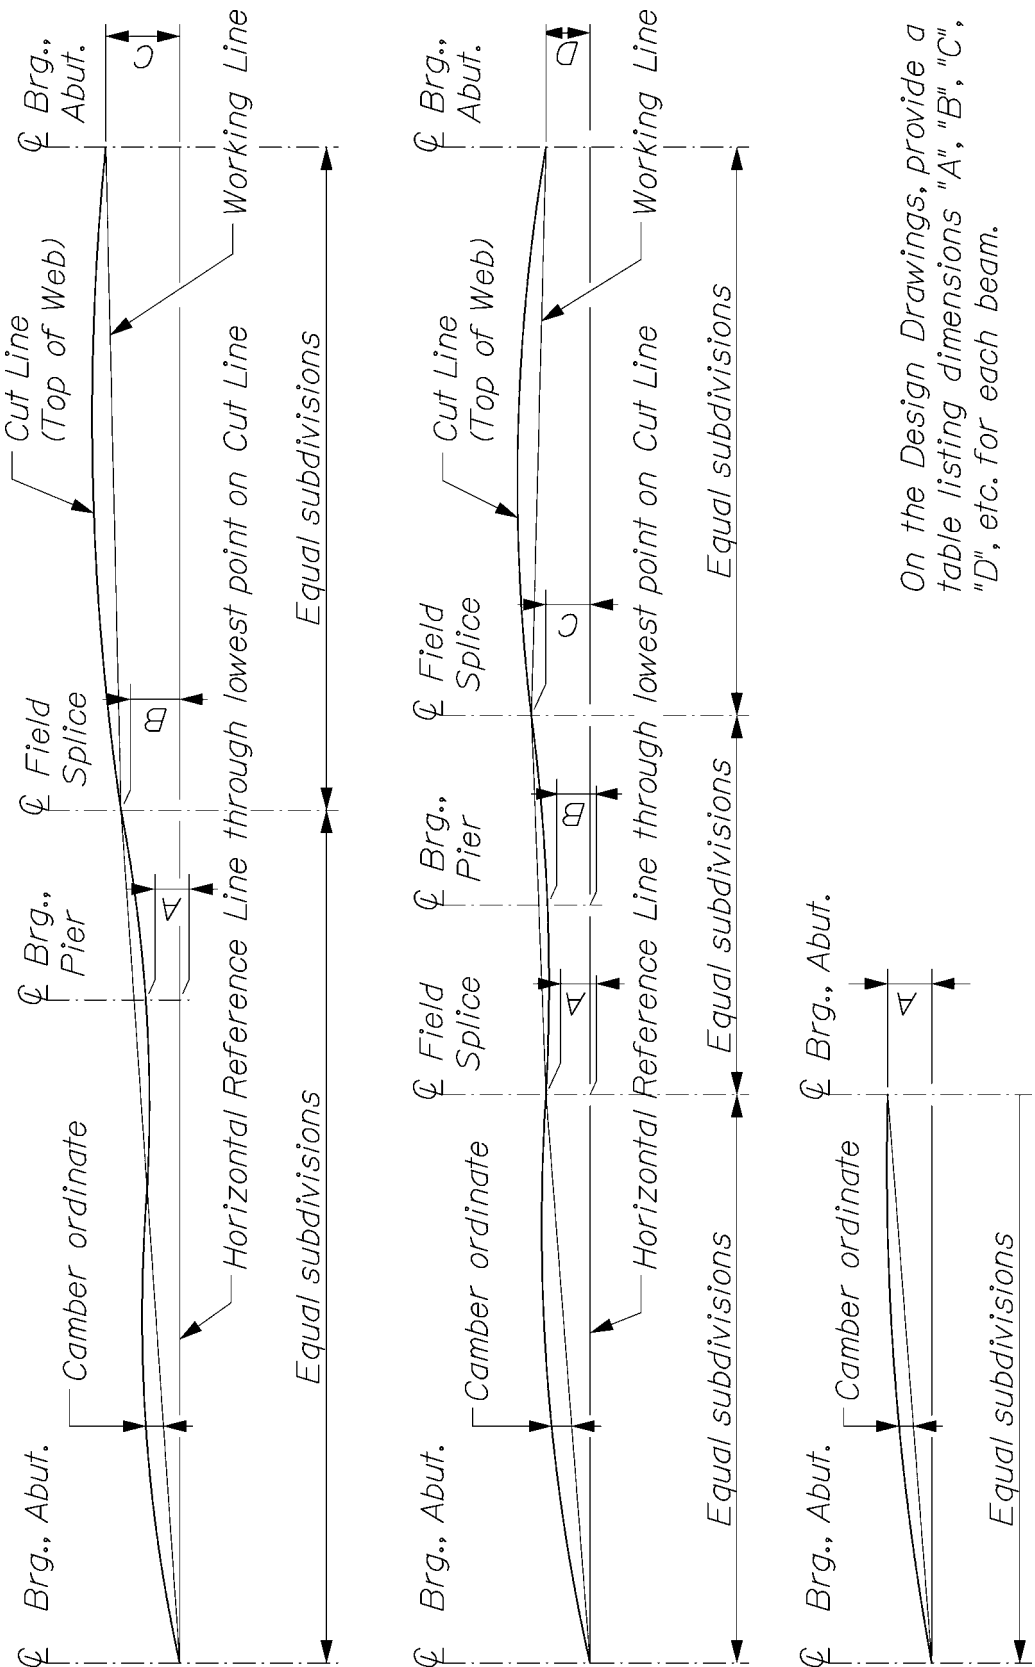 ℄ Brg., Abut.
Camber ordinate
℄ Brg.,
Pier
℄ Field
Splice
Cut Line
(Top of Web)
℄ Brg.,
Abut.
A
B
C
Horizontal Reference Line through lowest point on Cut Line
Working Line
Equal subdivisions
Equal subdivisions
℄ Brg., Abut.
Camber ordinate
℄ Field
Splice
℄ Brg.,
Pier
℄ Field
Splice
Cut Line
(Top of Web)
℄ Brg.,
Abut.
A
B
C
D
Horizontal Reference Line through lowest point on Cut Line
Working Line
Equal subdivisions
Equal subdivisions
Equal subdivisions
℄ Brg., Abut.
Camber ordinate
℄ Brg., Abut.
A
Equal subdivisions
On the Design Drawings, provide a
table listing dimensions "A", "B", "C",
"D", etc. for each beam.